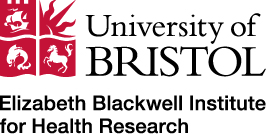 University of
BRISTOL
Elizabeth Blackwell Institute
for Health Research